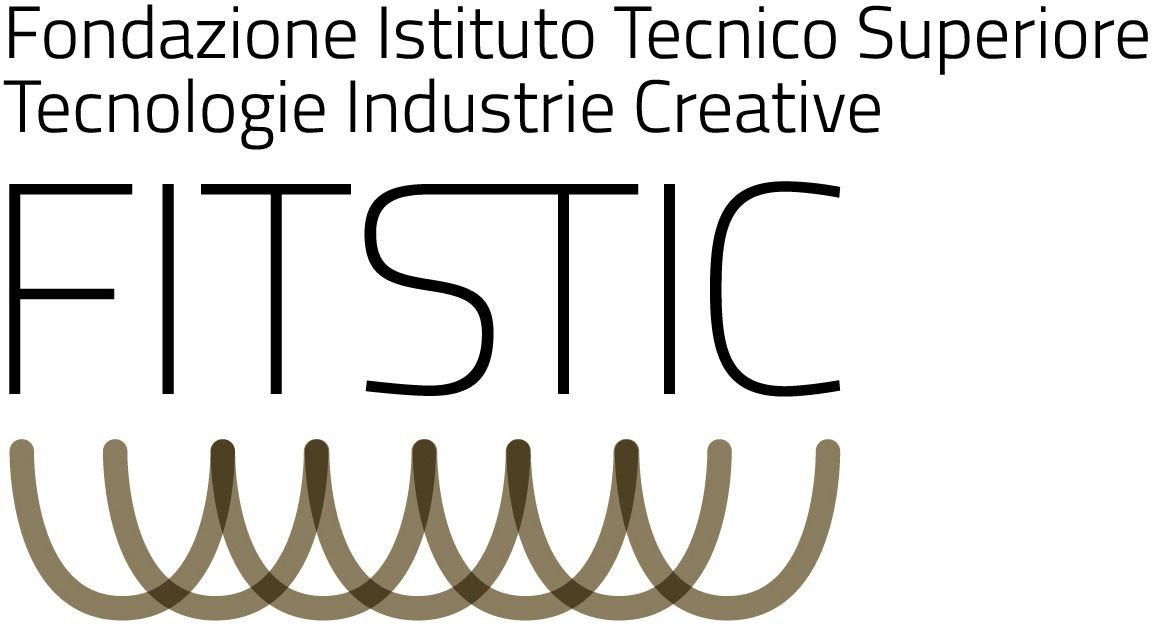 Fondazione Istituto Tecnico Superiore
Tecnologie Industrie Creative
FITSTIC